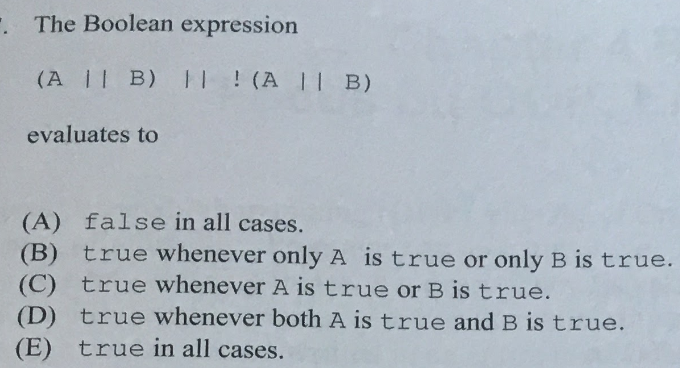 . The Boolean expression
(A || B) || !(A || B)
evaluates to
(A) false in all cases.
(B) true whenever only A is true or only B is true.
(C) true whenever A is true or B is true.
(D) true whenever both A is true and B is true.
(E) true in all cases.